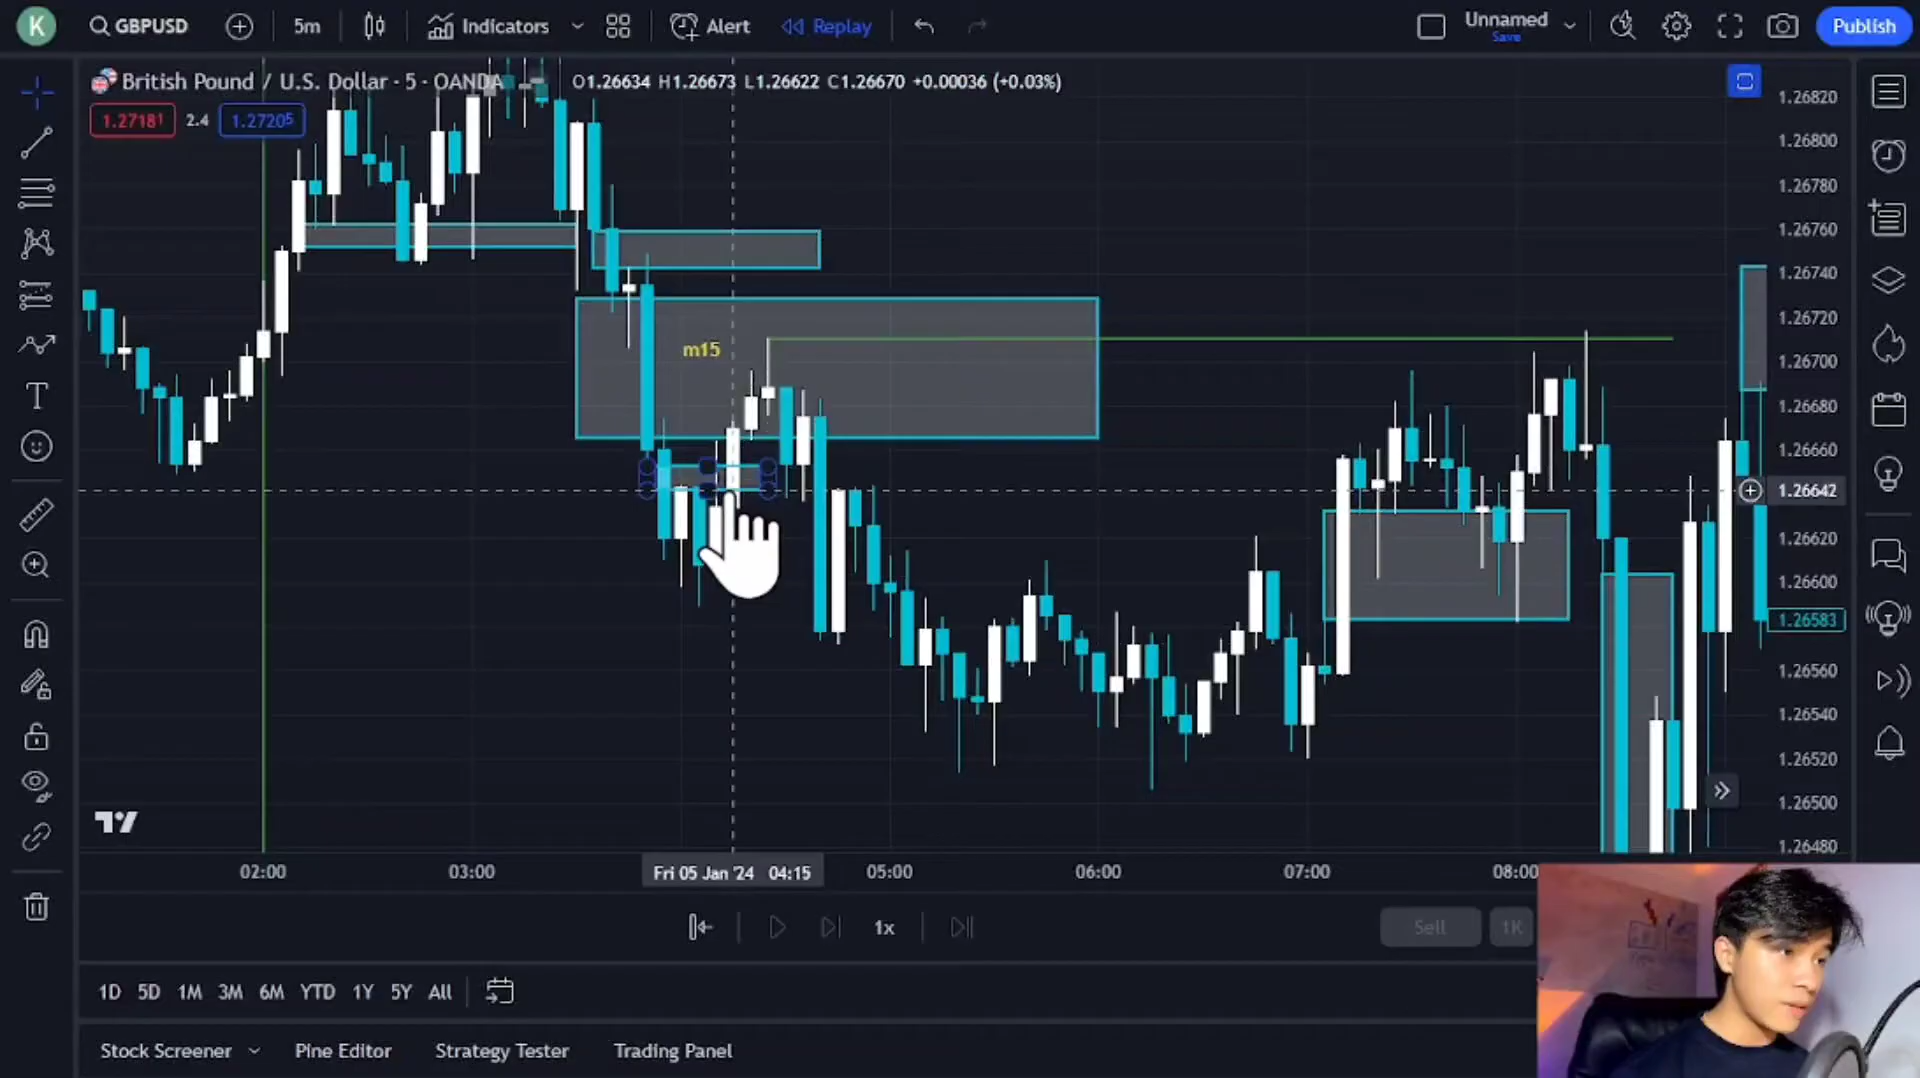 K
GBPUSD
5m
Indicators
Alert
Replay
Unnamed
Save
Publish
British Pound / U.S. Dollar · 5 · OANDA
O1.26634 H1.26673 L1.26622 C1.26670 +0.00036 (+0.03%)
1.27181
2.4
1.27205
1.26820
1.26800
1.26780
1.26760
1.26740
1.26720
1.26700
1.26680
1.26660
1.26642
1.26620
1.26600
1.26583
1.26560
1.26540
1.26520
1.26500
1.26480
m15
02:00
03:00
Fri 05 Jan '24 04:15
05:00
06:00
07:00
08:00
1x
Sell
1K
1D 5D 1M 3M 6M YTD 1Y 5Y All
Stock Screener
Pine Editor
Strategy Tester
Trading Panel